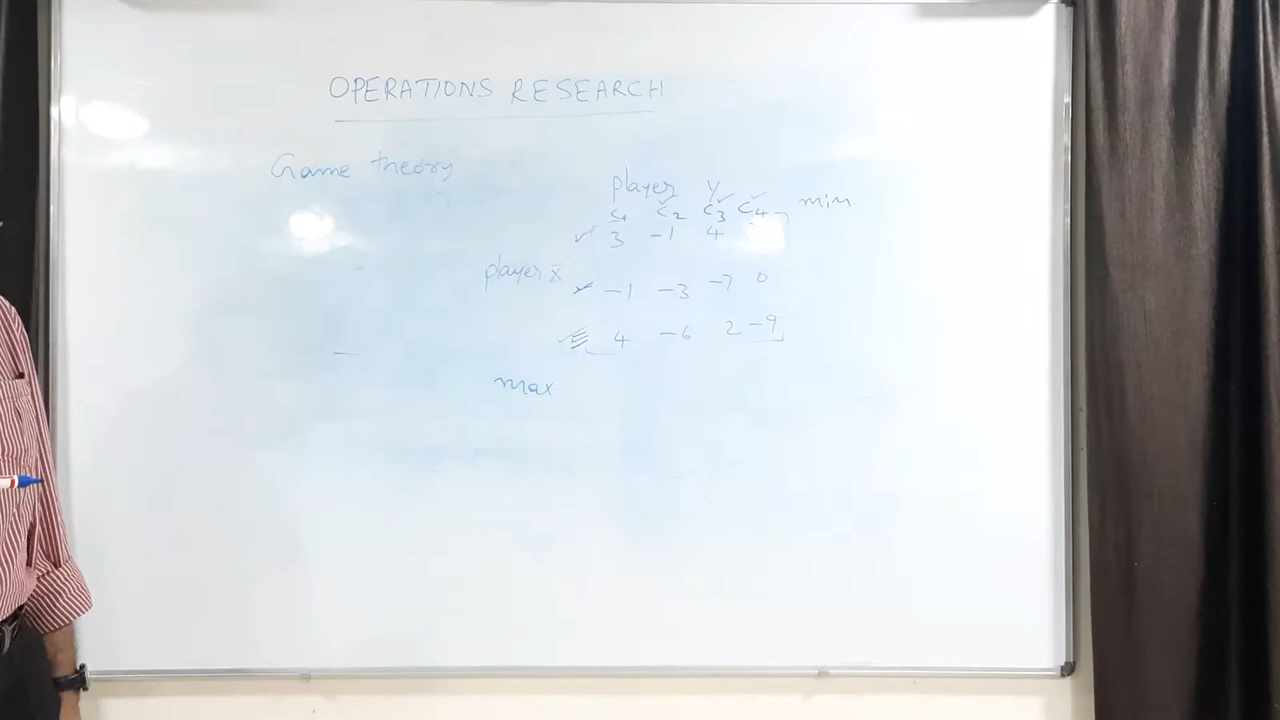 OPERATIONS RESEARCH
Game theory
player Y
C1 C2 C3 C4 min.
3 -1 4
player X
-1 -3 -7 0
4 -6 2 -9
max